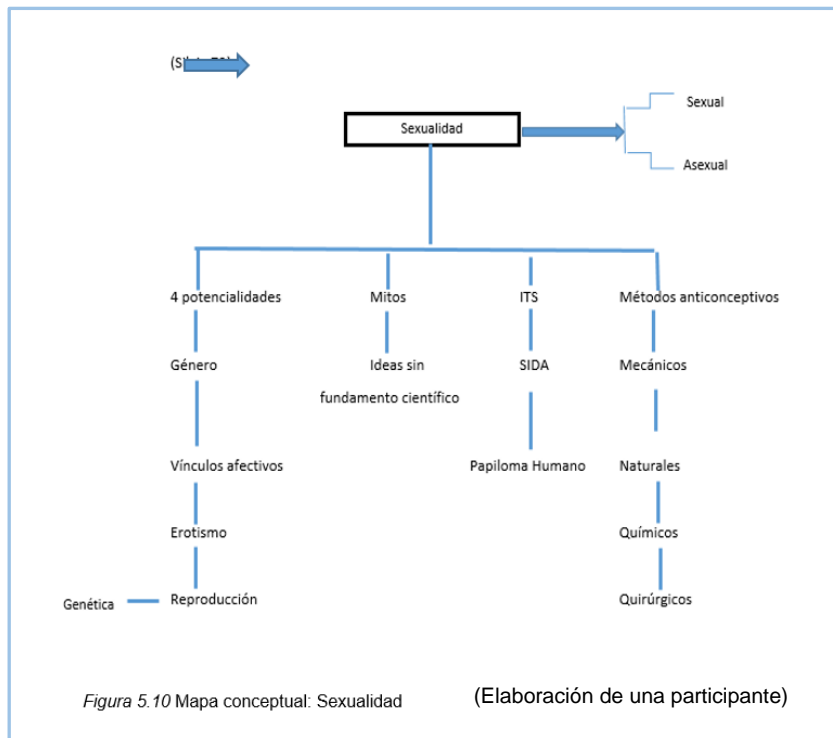 Sexualidad
Sexual
Asexual
4 potencialidades
Mitos
ITS
Métodos anticonceptivos
Género
Ideas sin
fundamento científico
SIDA
Mecánicos
Vínculos afectivos
Papiloma Humano
Naturales
Erotismo
Químicos
Genética
Reproducción
Quirúrgicos
Figura 5.10 Mapa conceptual: Sexualidad
(Elaboración de una participante)